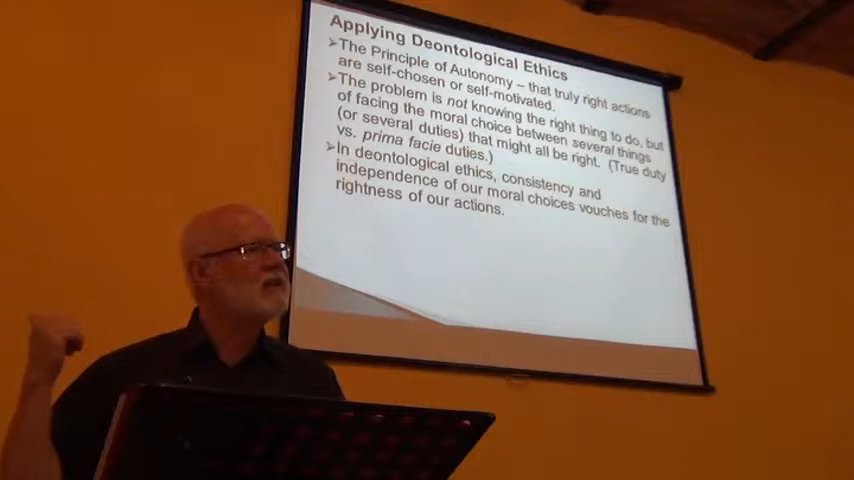 Applying Deontological Ethics
➢The Principle of Autonomy – that truly right actions
are self-chosen or self-motivated.
➢The problem is not knowing the right thing to do, but
of facing the moral choice between several things
(or several duties) that might all be right. (True duty
vs. prima facie duties.)
➢In deontological ethics, consistency and
independence of our moral choices vouches for the
rightness of our actions.